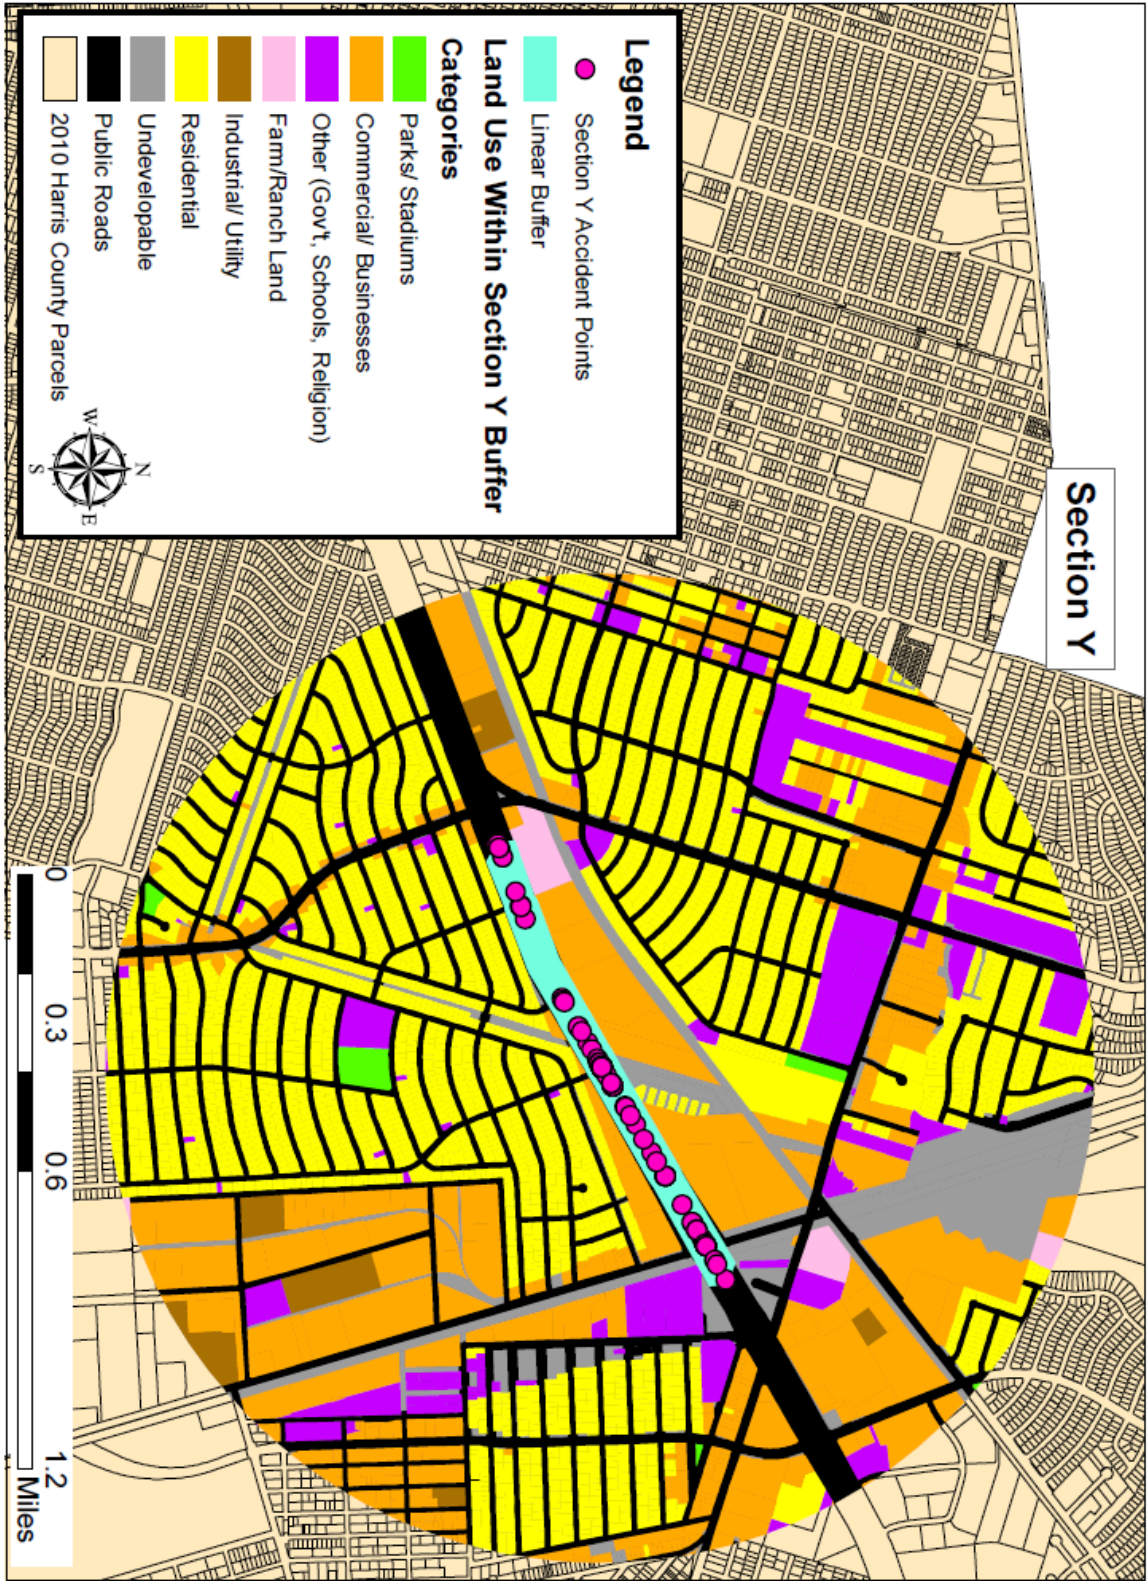 Section Y
Legend
Section Y Accident Points
Linear Buffer
Land Use Within Section Y Buffer
Categories
Parks/ Stadiums
Commercial/ Businesses
Other (Gov't, Schools, Religion)
Farm/Ranch Land
Industrial/ Utility
Residential
Undevelopable
Public Roads
2010 Harris County Parcels
N
W
E
S
0 0.3 0.6 1.2
Miles